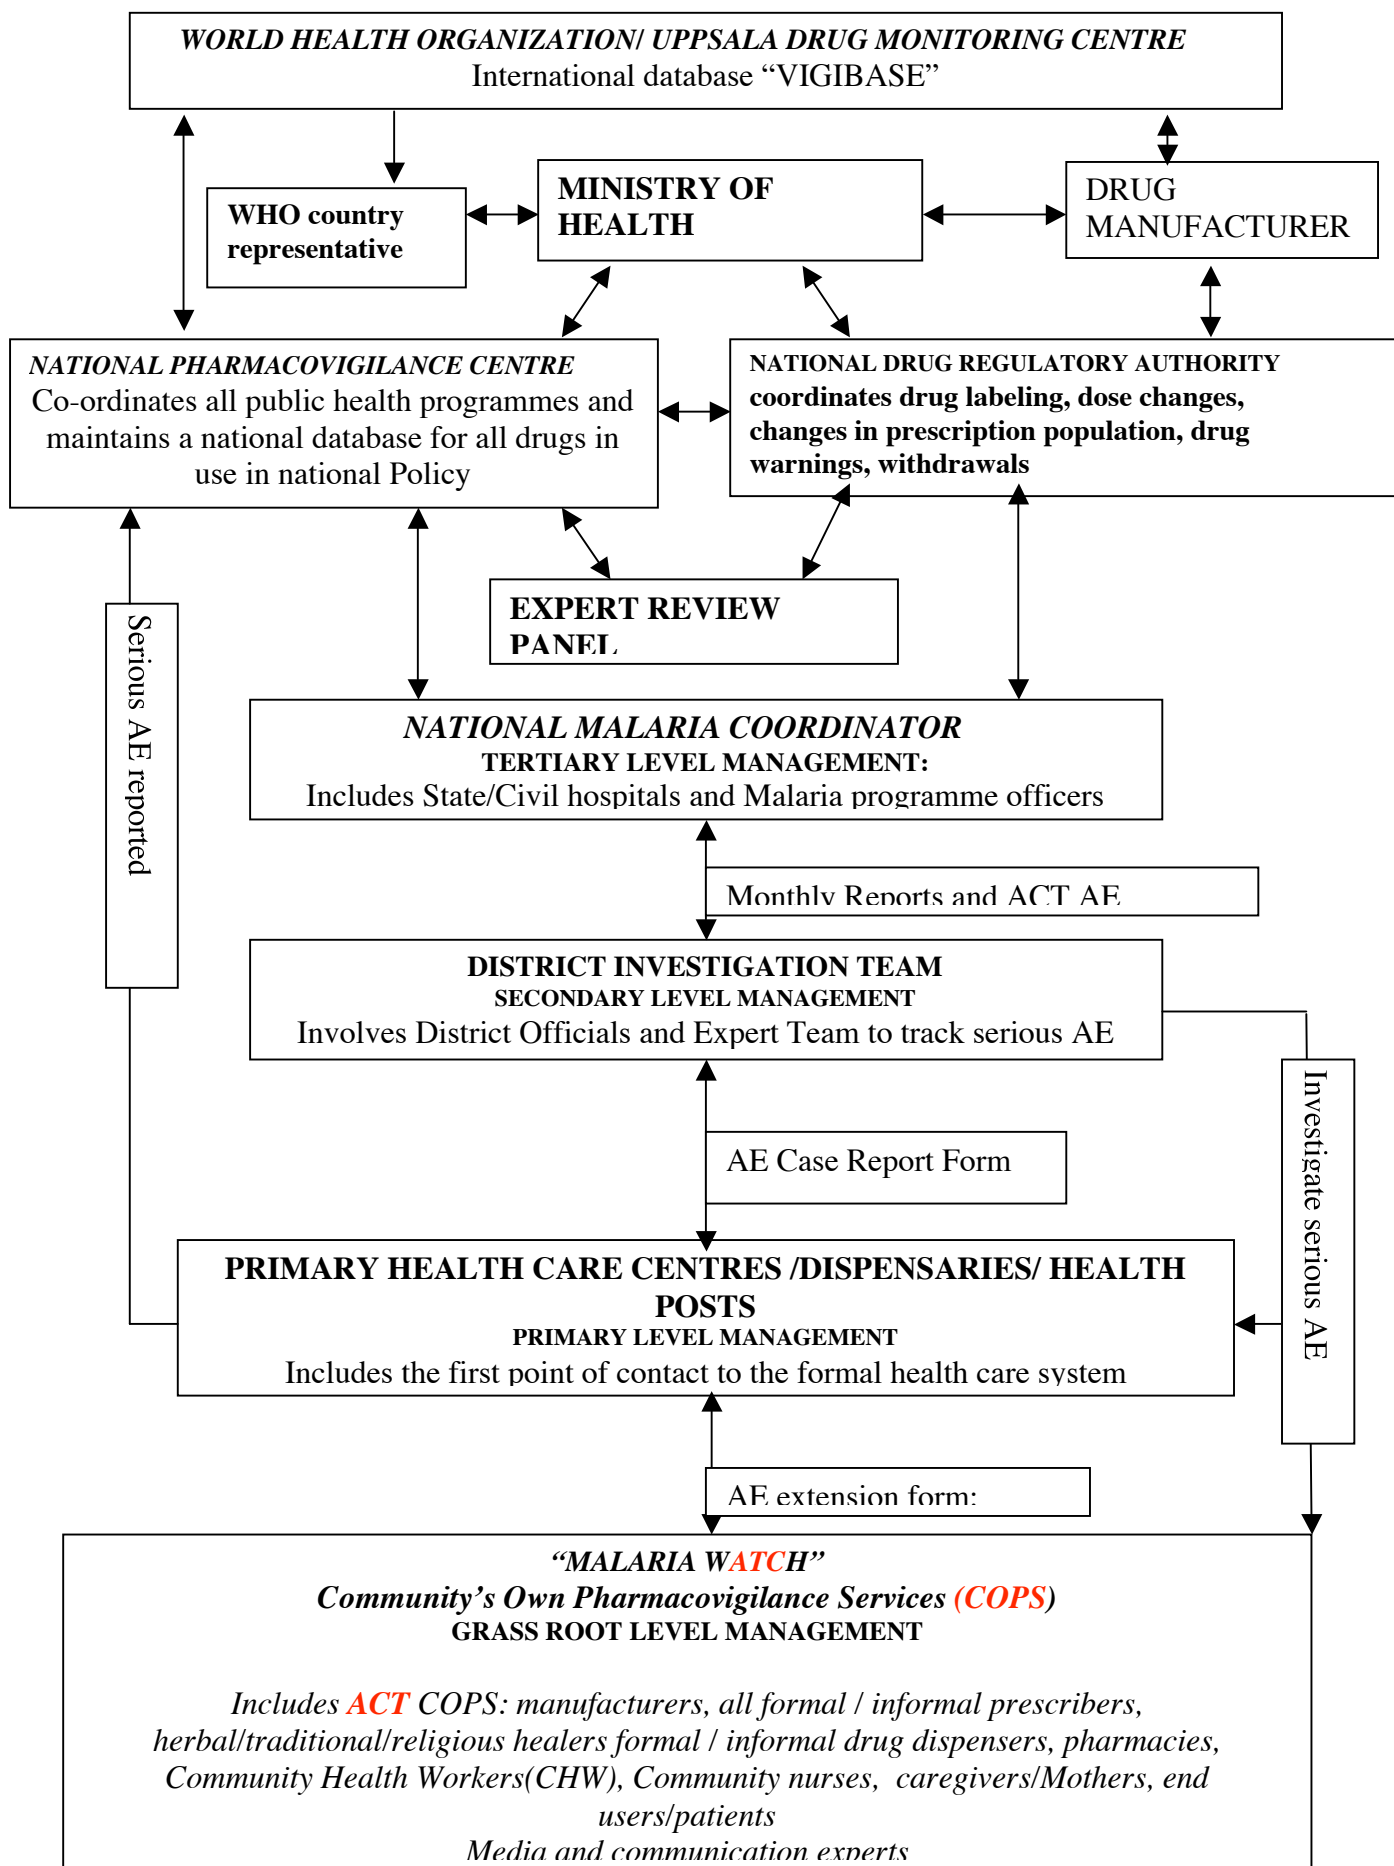 WORLD HEALTH ORGANIZATION/ UPPSALA DRUG MONITORING CENTRE
International database “VIGIBASE”
WHO country
representative
MINISTRY OF
HEALTH
DRUG
MANUFACTURER
NATIONAL PHARMACOVIGILANCE CENTRE
Co-ordinates all public health programmes and
maintains a national database for all drugs in
use in national Policy
NATIONAL DRUG REGULATORY AUTHORITY
coordinates drug labeling, dose changes,
changes in prescription population, drug
warnings, withdrawals
EXPERT REVIEW
PANEL
Serious AE reported
NATIONAL MALARIA COORDINATOR
TERTIARY LEVEL MANAGEMENT:
Includes State/Civil hospitals and Malaria programme officers
Monthly Reports and ACT AE
DISTRICT INVESTIGATION TEAM
SECONDARY LEVEL MANAGEMENT
Involves District Officials and Expert Team to track serious AE
Investigate serious AE
AE Case Report Form
PRIMARY HEALTH CARE CENTRES /DISPENSARIES/ HEALTH
POSTS
PRIMARY LEVEL MANAGEMENT
Includes the first point of contact to the formal health care system
AE extension form:
“MALARIA WATCH”
Community’s Own Pharmacovigilance Services (COPS)
GRASS ROOT LEVEL MANAGEMENT
Includes ACT COPS: manufacturers, all formal / informal prescribers,
herbal/traditional/religious healers formal / informal drug dispensers, pharmacies,
Community Health Workers(CHW), Community nurses, caregivers/Mothers, end
users/patients
Media and communication experts